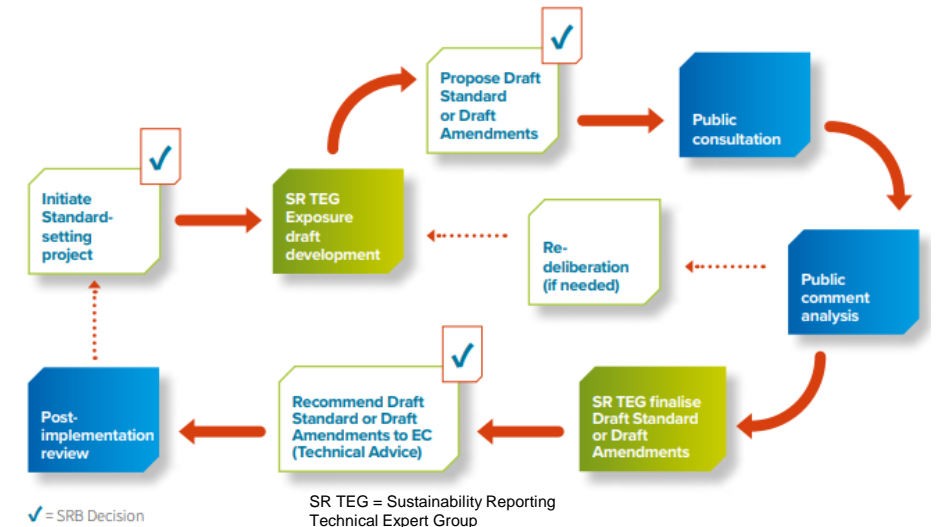 Propose Draft
Standard
or Draft
Amendments
Public
consultation
Initiate
Standard-
setting
project
SR TEG
Exposure
draft
development
Re-
deliberation
(if needed)
Public
comment
analysis
Post-
implementation
review
Recommend Draft
Standard or Draft
Amendments to EC
(Technical Advice)
SR TEG finalise
Draft Standard
or Draft
Amendments
✓ = SRB Decision
SR TEG = Sustainability Reporting
Technical Expert Group